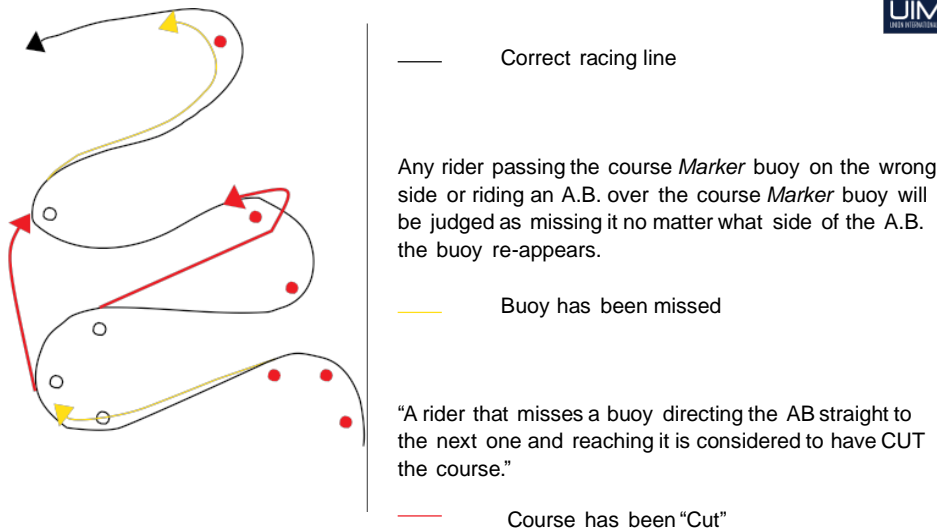 UIM
UNION INTERNATIONAL
Correct racing line
Any rider passing the course Marker buoy on the wrong
side or riding an A.B. over the course Marker buoy will
be judged as missing it no matter what side of the A.B.
the buoy re-appears.
Buoy has been missed
“A rider that misses a buoy directing the AB straight to
the next one and reaching it is considered to have CUT
the course.”
Course has been “Cut”